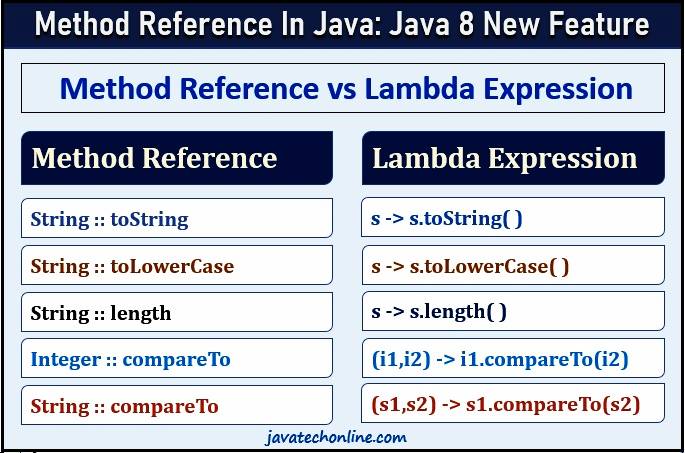 Method Reference In Java: Java 8 New Feature
Method Reference vs Lambda Expression
Method Reference Lambda Expression
String :: toString s -> s.toString( )
String :: toLowerCase s -> s.toLowerCase( )
String :: length s -> s.length( )
Integer :: compareTo (i1,i2) -> i1.compareTo(i2)
String :: compareTo (s1,s2) -> s1.compareTo(s2)
javatechonline.com